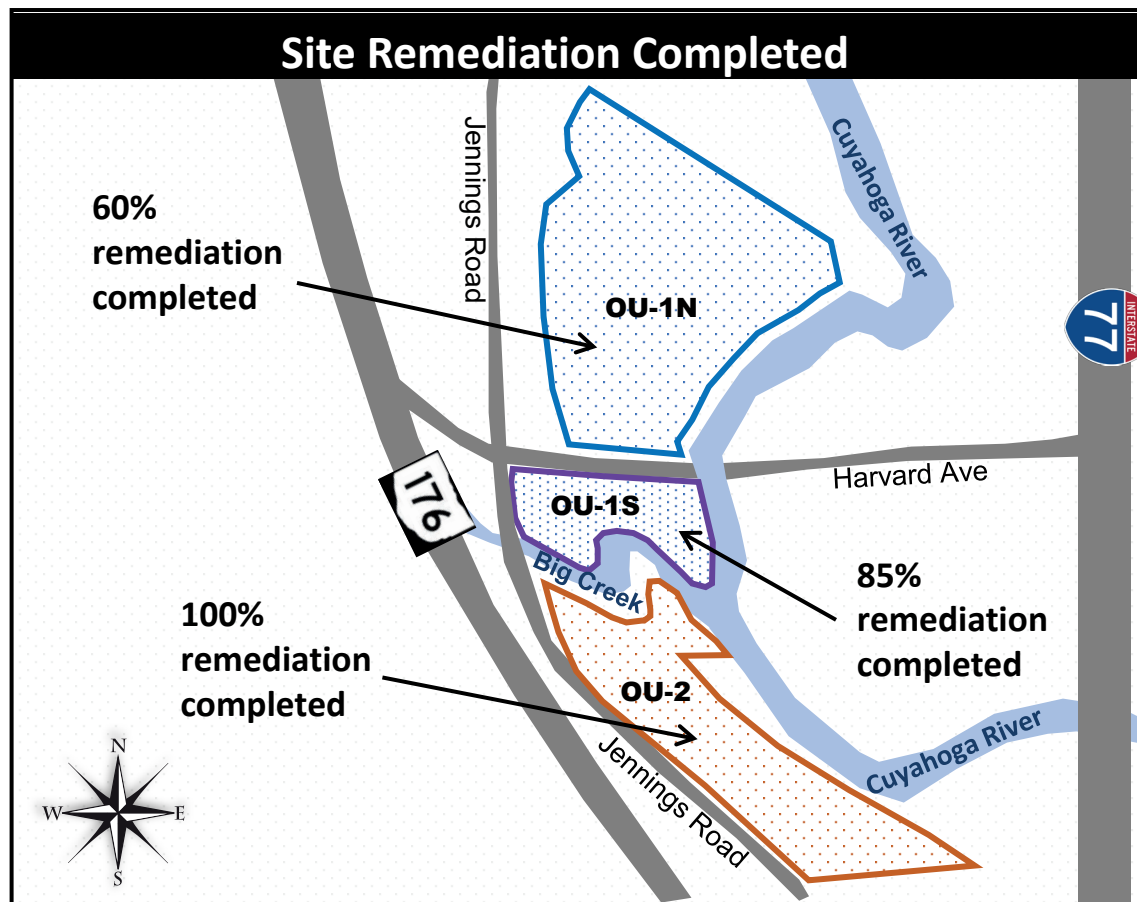 Site Remediation Completed
Jennings Road
Cuyahoga River
60%
remediation
completed
OU-1N
INTERSTATE
77
Harvard Ave
176
OU-1S
Big Creek
85%
remediation
completed
100%
remediation
completed
OU-2
Jennings Road
Cuyahoga River
N
W
E
S